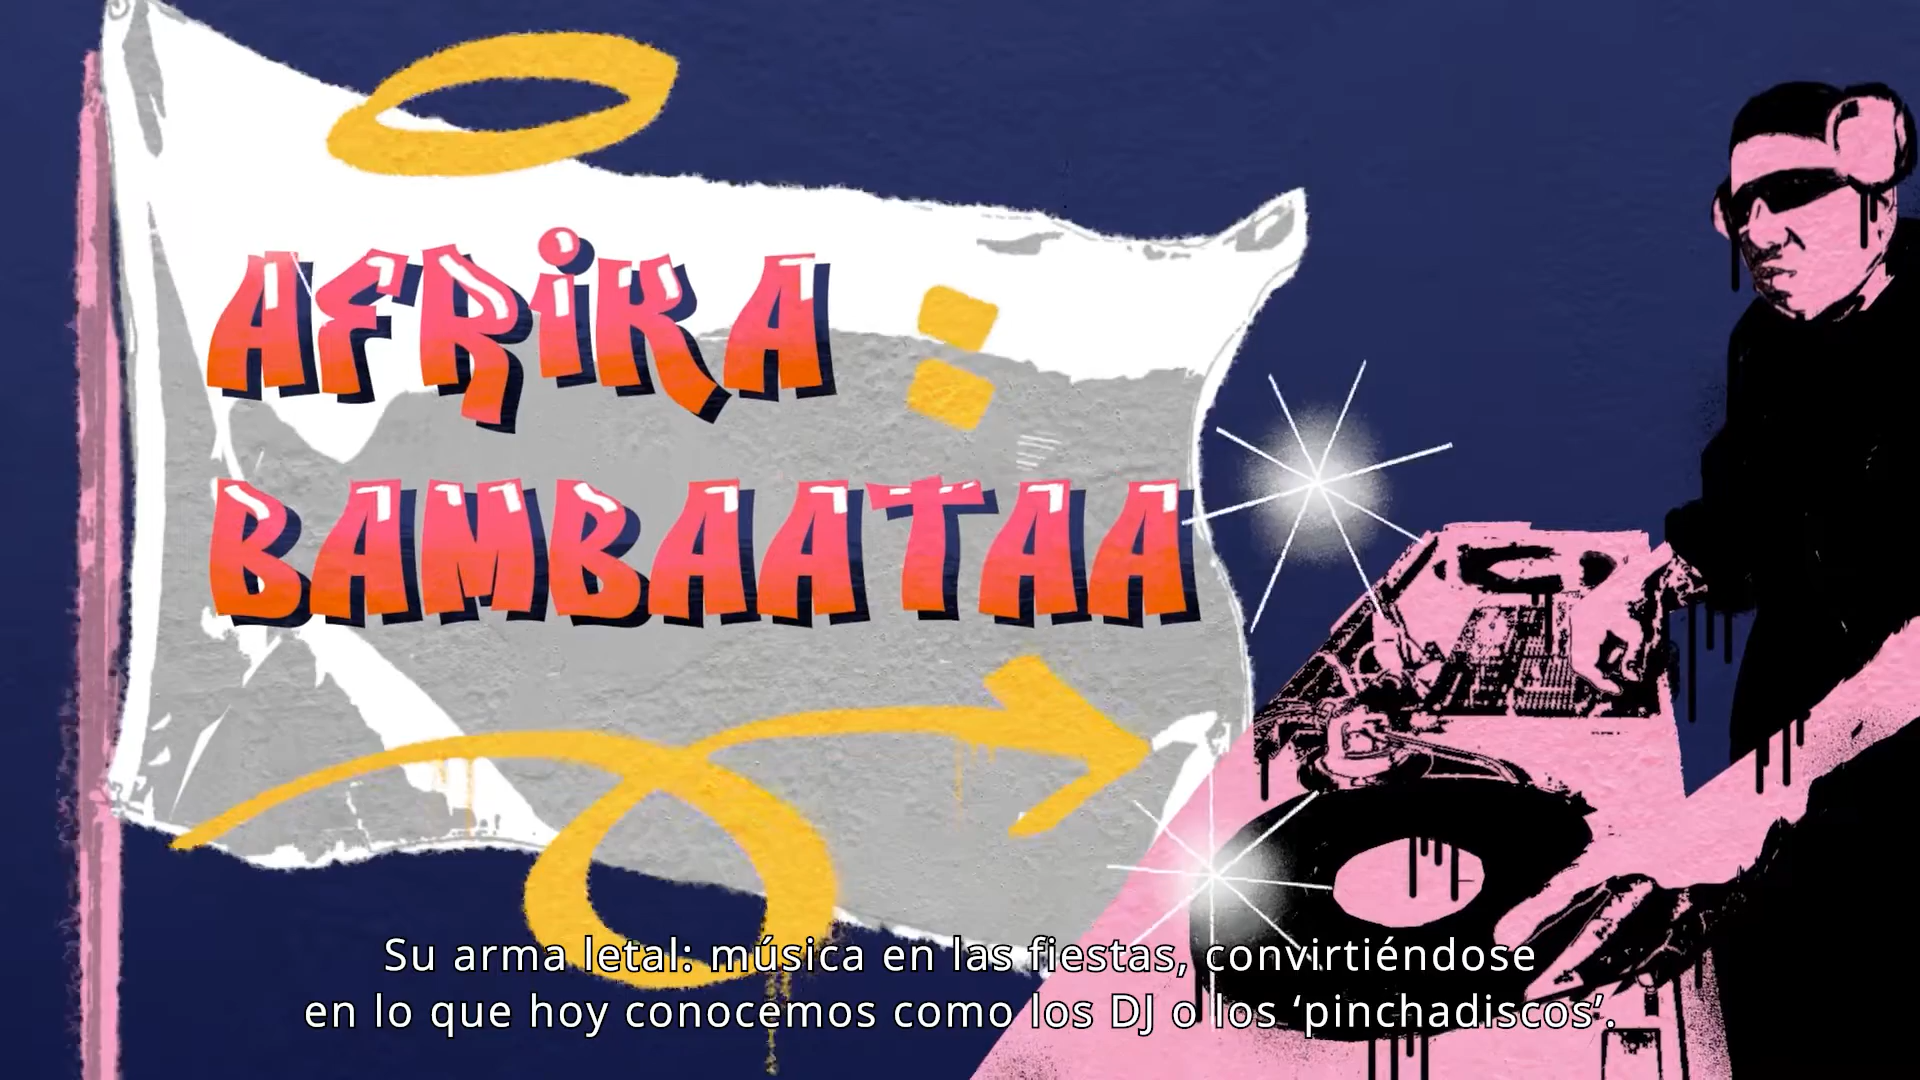 AFRiKA
BAMBAATAA
Su arma letal: música en las fiestas, convirtiéndose
en lo que hoy conocemos como los DJ o los ‘pinchadiscos’.